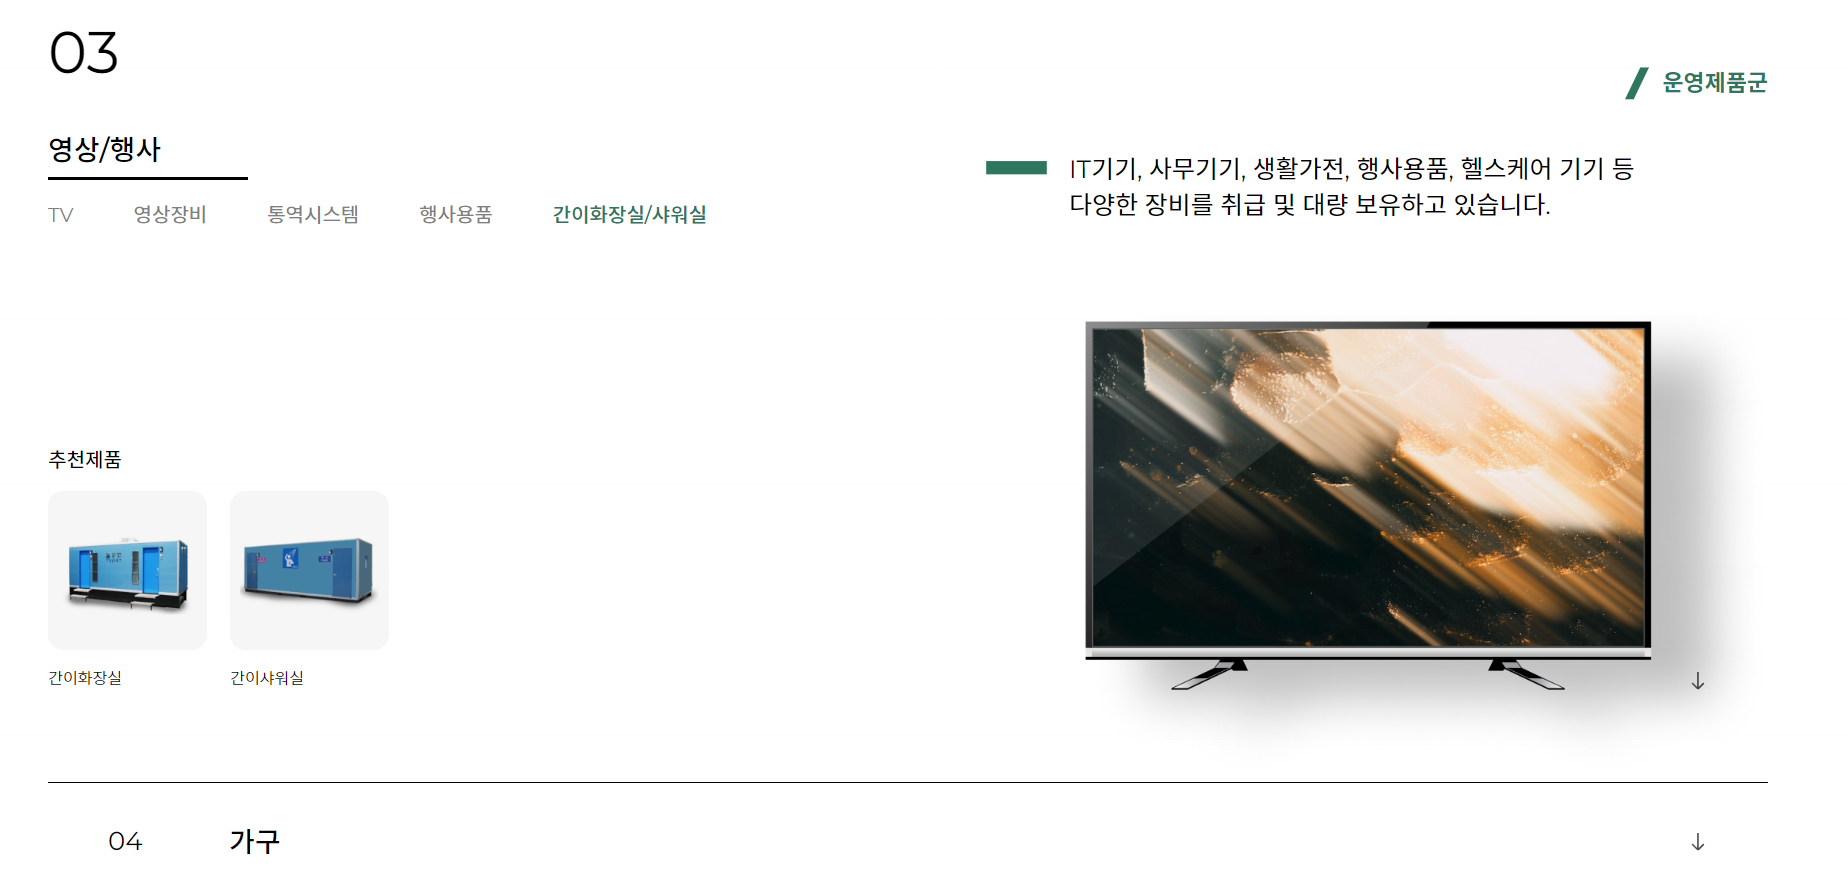 03
운영제품군
영상/행사
IT기기, 사무기기, 생활가전, 행사용품, 헬스케어 기기 등
다양한 장비를 취급 및 대량 보유하고 있습니다.
TV 영상장비 통역시스템 행사용품 간이화장실/샤워실
추천제품
간이화장실 간이샤워실
04 가구